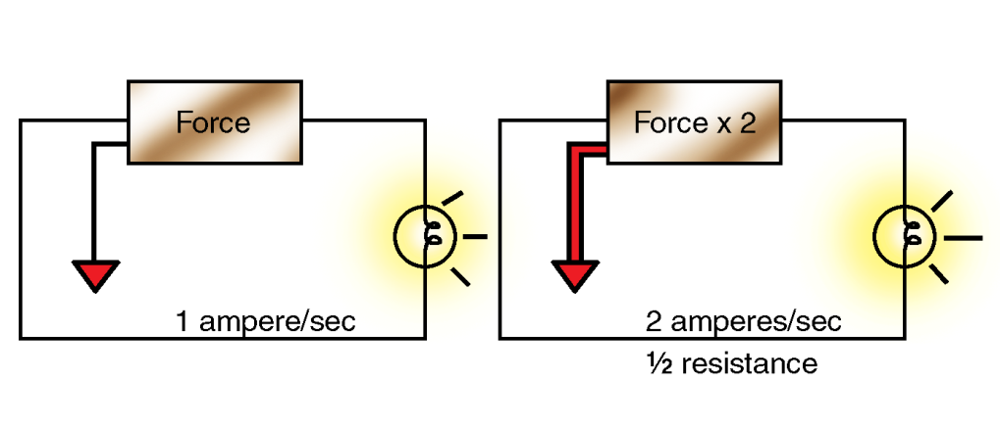 Force
1 ampere/sec
Force x 2
2 amperes/sec
½ resistance